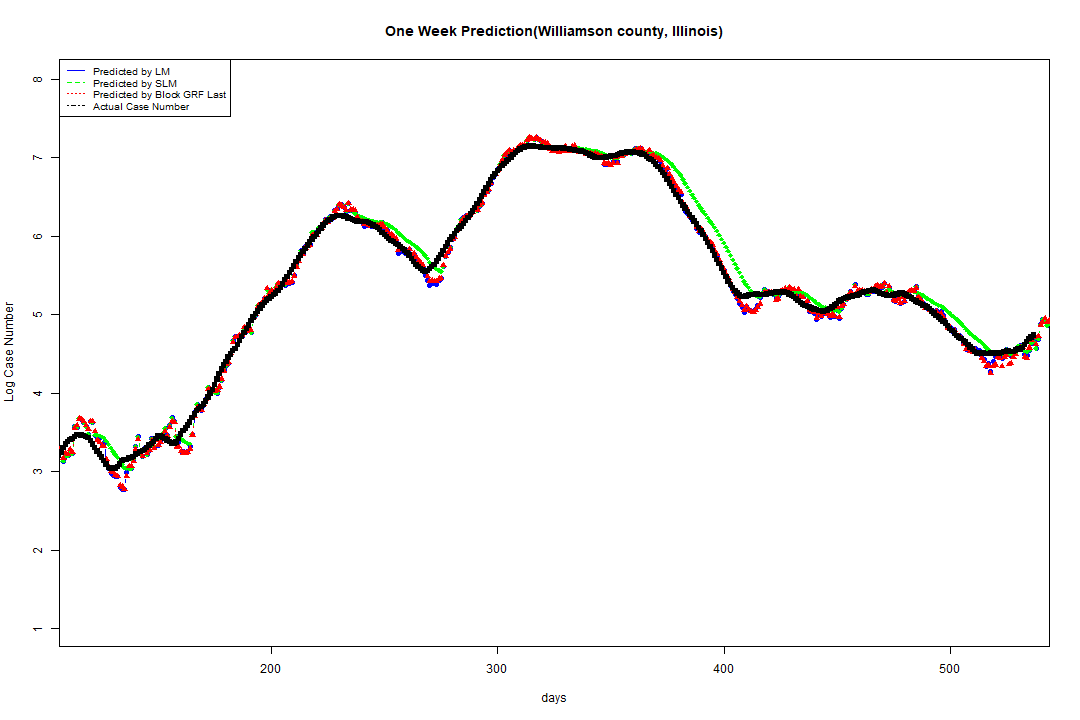 One Week Prediction(Williamson county, Illinois)
Predicted by LM
Predicted by SLM
Predicted by Block GRF Last
Actual Case Number
8
7
6
5
4
3
2
1
Log Case Number
200 300 400 500
days